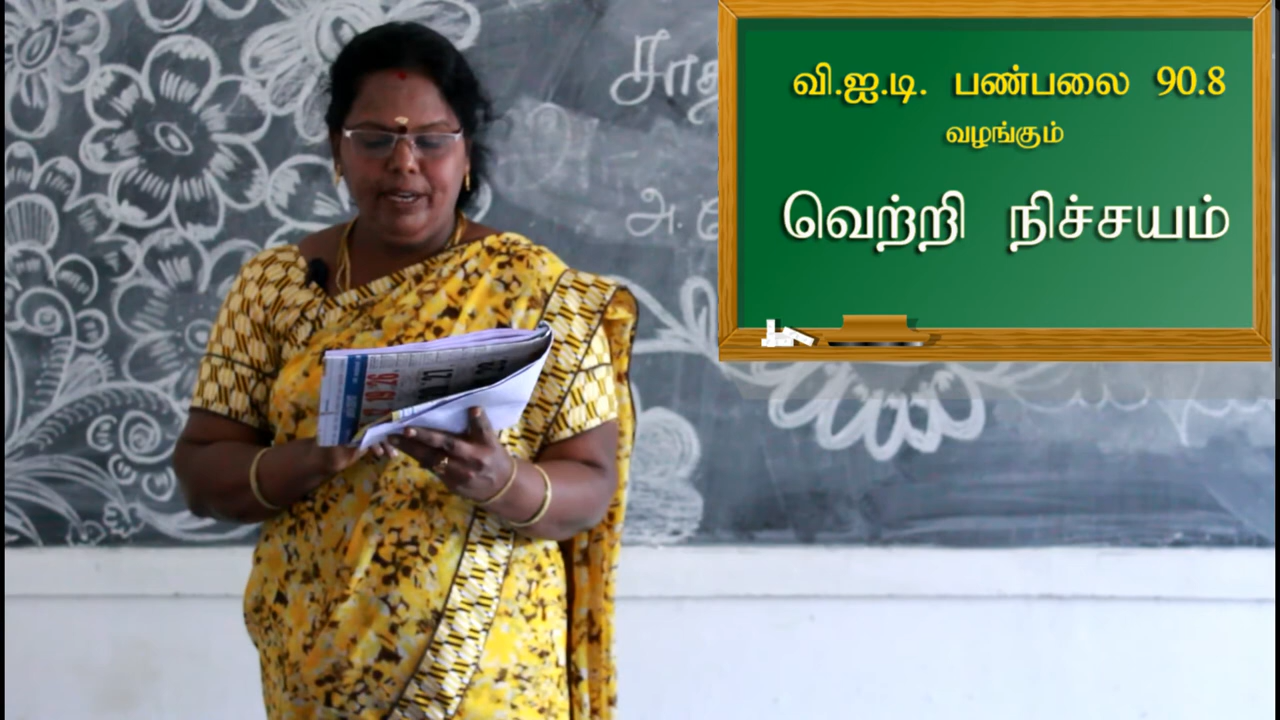 வி.ஐ.டி. பண்பலை 90.8
வழங்கும்
வெற்றி நிச்சயம்